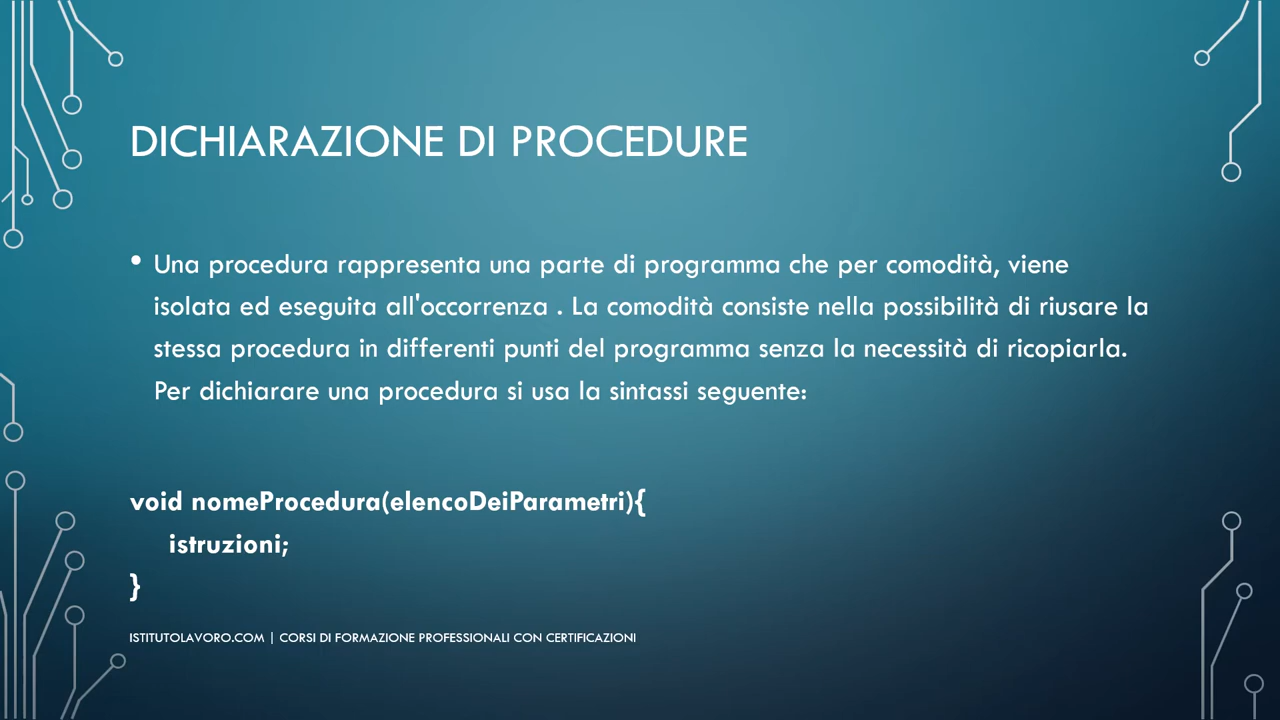 DICHIARAZIONE DI PROCEDURE
• Una procedura rappresenta una parte di programma che per comodità, viene
isolata ed eseguita all'occorrenza . La comodità consiste nella possibilità di riusare la
stessa procedura in differenti punti del programma senza la necessità di ricopiarla.
Per dichiarare una procedura si usa la sintassi seguente:
void nomeProcedura(elencoDeiParametri){
istruzioni;
}
ISTITUTOLAVORO.COM | CORSI DI FORMAZIONE PROFESSIONALI CON CERTIFICAZIONI